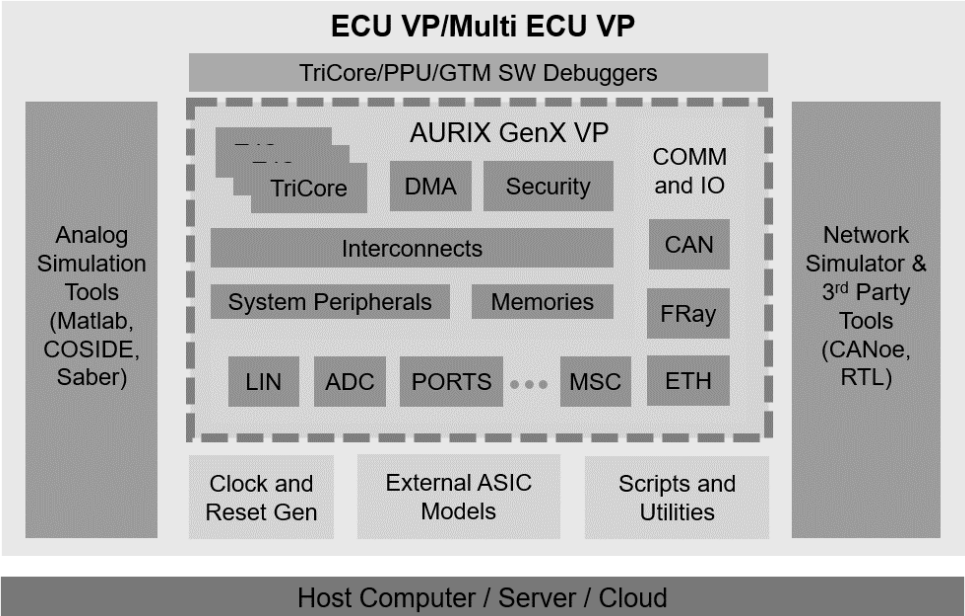 ECU VP/Multi ECU VP
TriCore/PPU/GTM SW Debuggers
Analog
Simulation
Tools
(Matlab,
COSIDE,
Saber)
AURIX GenX VP
TriCore
DMA
Security
Interconnects
System Peripherals
Memories
LIN
ADC
PORTS
MSC
COMM
and IO
CAN
FRay
ETH
Network
Simulator &
3rd Party
Tools
(CANoe,
RTL)
Clock and
Reset Gen
External ASIC
Models
Scripts and
Utilities
Host Computer / Server / Cloud